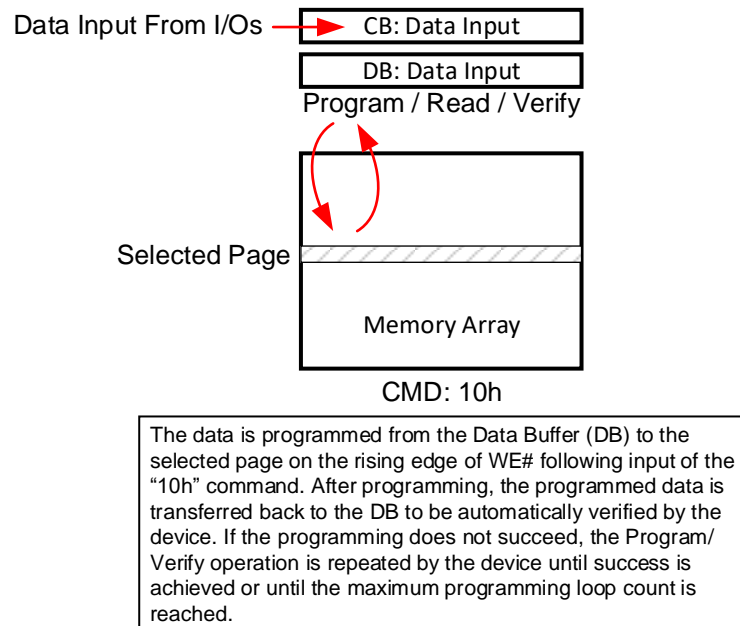 Data Input From I/Os
CB: Data Input
DB: Data Input
Program / Read / Verify
Selected Page
Memory Array
CMD: 10h
The data is programmed from the Data Buffer (DB) to the
selected page on the rising edge of WE# following input of the
“10h” command. After programming, the programmed data is
transferred back to the DB to be automatically verified by the
device. If the programming does not succeed, the Program/
Verify operation is repeated by the device until success is
achieved or until the maximum programming loop count is
reached.